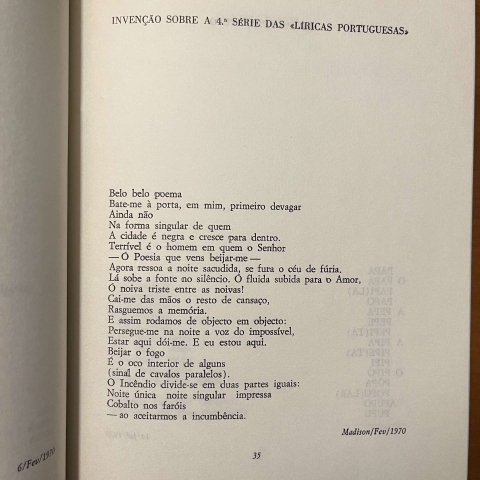 INVENÇÃO SOBRE A 4.ª SÉRIE DAS «LÍRICAS PORTUGUESAS»
Belo belo poema
Bate-me à porta, em mim, primeiro devagar
Ainda não
Na forma singular de quem
A cidade é negra e cresce para dentro.
Terrível é o homem em quem o Senhor
— Ó Poesia que vens beijar-me —
Agora ressoa a noite sacudida, se fura o céu de fúria.
Lá sobe a fonte no silêncio. Ó fluida subida para o Amor,
Ó noiva triste entre as noivas!
Cai-me das mãos o resto de cansaço,
Rasguemos a memória.
E assim rodamos de objecto em objecto:
Persegue-me na noite a voz do impossível,
Estar aqui dói-me. E eu estou aqui.
Beijar o fogo
É o oco interior de alguns
(sinal de cavalos paralelos).
O Incêndio divide-se em duas partes iguais:
Noite única noite singular impressa
Cobalto nos faróis
— ao aceitarmos a incumbência.
Madison/Fev/1970
35
6/Fev/1970